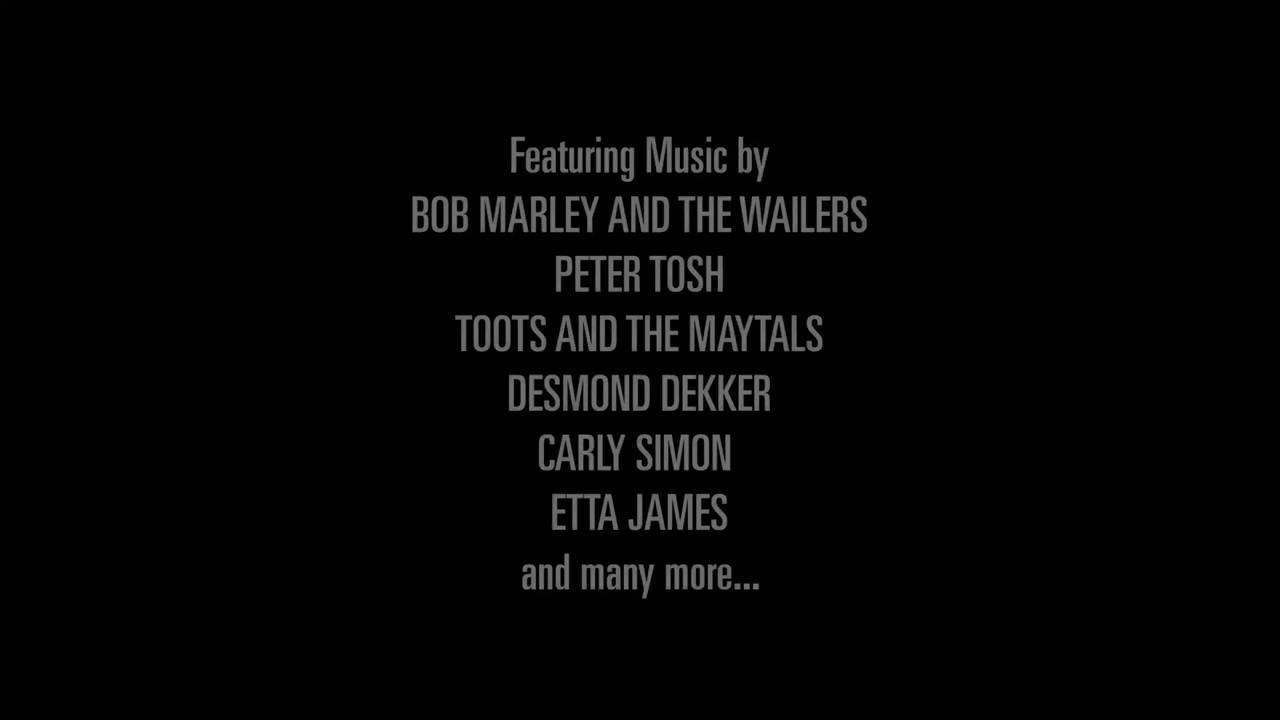 Featuring Music by
BOB MARLEY AND THE WAILERS
PETER TOSH
TOOTS AND THE MAYTALS
DESMOND DEKKER
CARLY SIMON
ETTA JAMES
and many more...